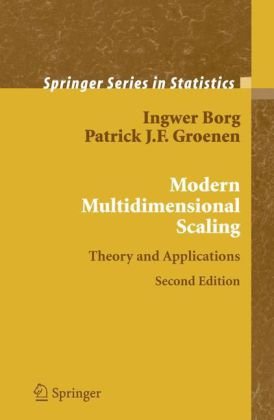 Springer Series in Statistics
Ingwer Borg
Patrick J.F. Groenen
Modern
Multidimensional
Scaling
Theory and Applications
Second Edition
Springer